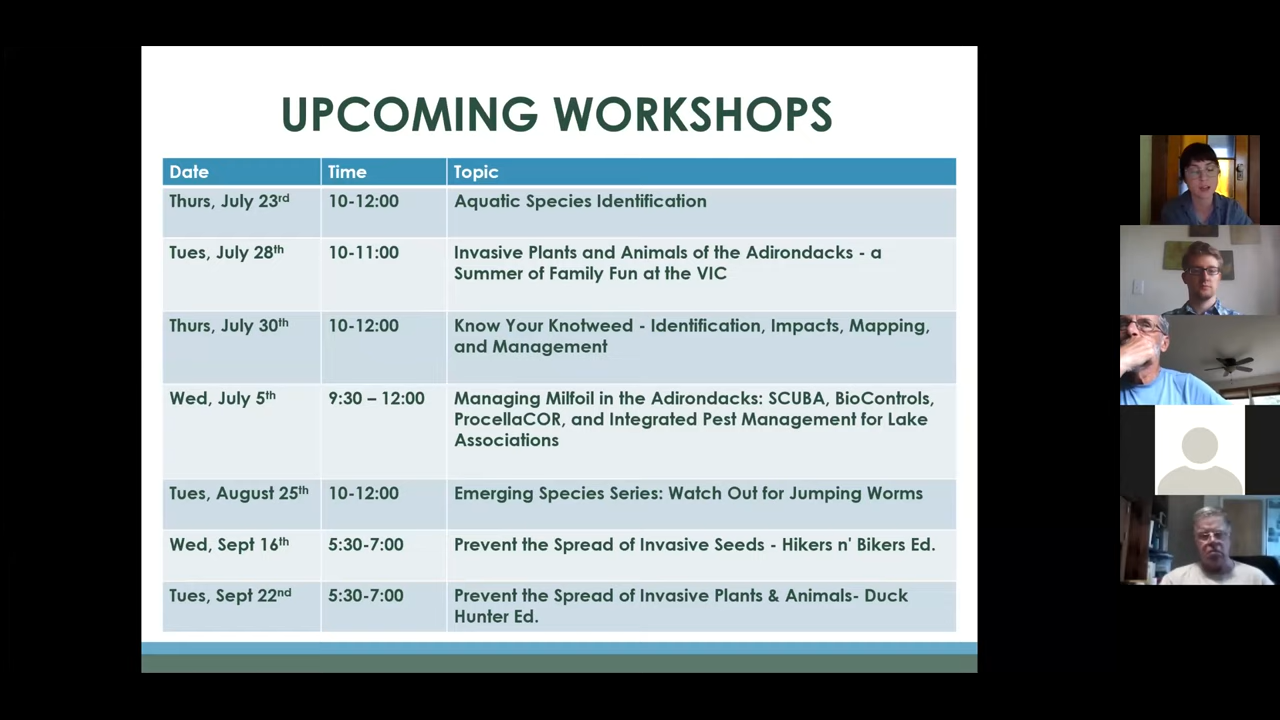 UPCOMING WORKSHOPS
Date Time Topic
Thurs, July 23rd 10-12:00 Aquatic Species Identification
Tues, July 28th 10-11:00 Invasive Plants and Animals of the Adirondacks - a
Summer of Family Fun at the VIC
Thurs, July 30th 10-12:00 Know Your Knotweed - Identification, Impacts, Mapping,
and Management
Wed, July 5th 9:30 – 12:00 Managing Milfoil in the Adirondacks: SCUBA, BioControls,
ProcellaCOR, and Integrated Pest Management for Lake
Associations
Tues, August 25th 10-12:00 Emerging Species Series: Watch Out for Jumping Worms
Wed, Sept 16th 5:30-7:00 Prevent the Spread of Invasive Seeds - Hikers n' Bikers Ed.
Tues, Sept 22nd 5:30-7:00 Prevent the Spread of Invasive Plants & Animals- Duck
Hunter Ed.